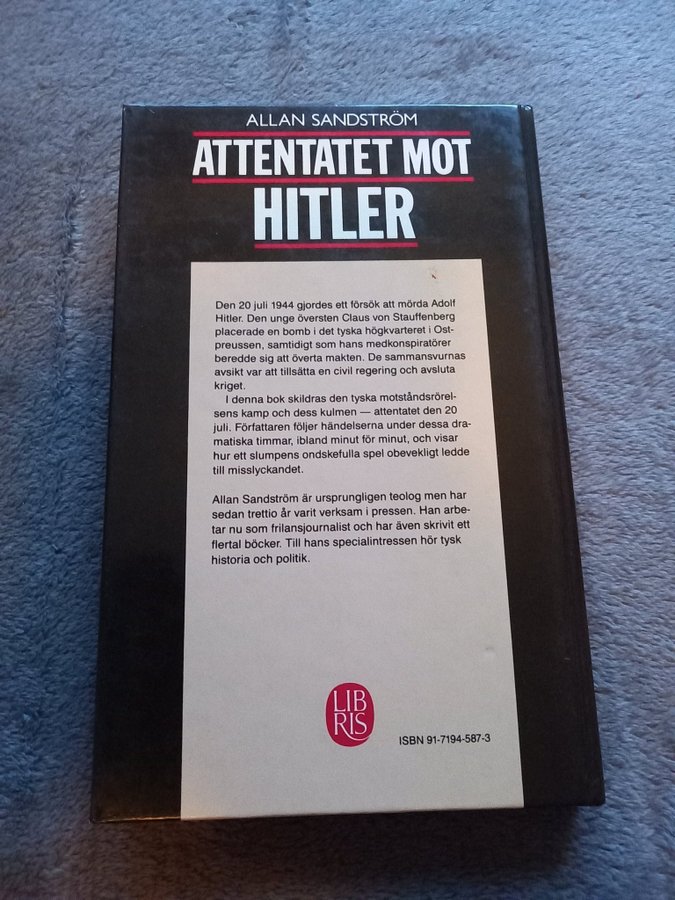 ALLAN SANDSTRÖM
ATTENTATET MOT
HITLER
Den 20 juli 1944 gjordes ett försök att mörda Adolf
Hitler. Den unge översten Claus von Stauffenberg
placerade en bomb i det tyska högkvarteret i Ost-
preussen, samtidigt som hans medkonspiratörer
beredde sig att överta makten. De sammansvurnas
avsikt var att tillsätta en civil regering och avsluta
kriget.
I denna bok skildras den tyska motståndsrörel-
sens kamp och dess kulmen — attentatet den 20
juli. Författaren följer händelserna under dessa dra-
matiska timmar, ibland minut för minut, och visar
hur ett slumpens ondskefulla spel obevekligt ledde
till misslyckandet.
Allan Sandström är ursprungligen teolog men har
sedan trettio år varit verksam i pressen. Han arbe-
tar nu som frilansjournalist och har även skrivit ett
flertal böcker. Till hans specialintressen hör tysk
historia och politik.
LIB
RIS
ISBN 91-7194-587-3